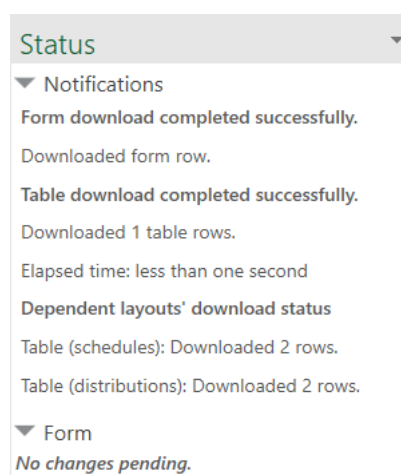 Status
Notifications
Form download completed successfully.
Downloaded form row.
Table download completed successfully.
Downloaded 1 table rows.
Elapsed time: less than one second
Dependent layouts' download status
Table (schedules): Downloaded 2 rows.
Table (distributions): Downloaded 2 rows.
Form
No changes pending.